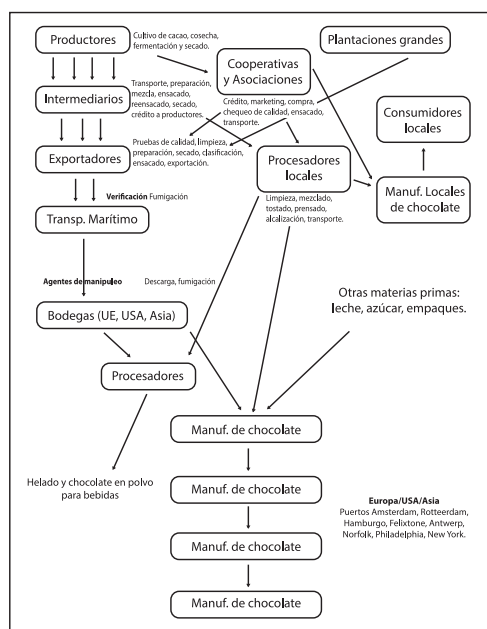 Productores
Cultivo de cacao, cosecha,
fermentación y secado.
Cooperativas
y Asociaciones
Plantaciones grandes
Intermediarios
Transporte, preparación,
mezcla, ensacado,
reensacado, secado,
crédito a productores.
Crédito, marketing, compra,
chequeo de calidad, ensacado,
transporte.
Consumidores
locales
Exportadores
Pruebas de calidad, limpieza,
preparación, secado, clasificación,
ensacado, exportación.
Procesadores
locales
Limpieza, mezclado,
tostado, prensado,
alcalización, transporte.
Manuf. Locales
de chocolate
Verificación Fumigación
Transp. Marítimo
Agentes de manipuleo
Descarga, fumigación
Otras materias primas:
leche, azúcar, empaques.
Bodegas (UE, USA, Asia)
Procesadores
Manuf. de chocolate
Helado y chocolate en polvo
para bebidas
Manuf. de chocolate
Europa/USA/Asia
Puertos Amsterdam, Rotteerdam,
Hamburgo, Felixtone, Antwerp,
Norfolk, Philadelphia, New York.
Manuf. de chocolate
Manuf. de chocolate